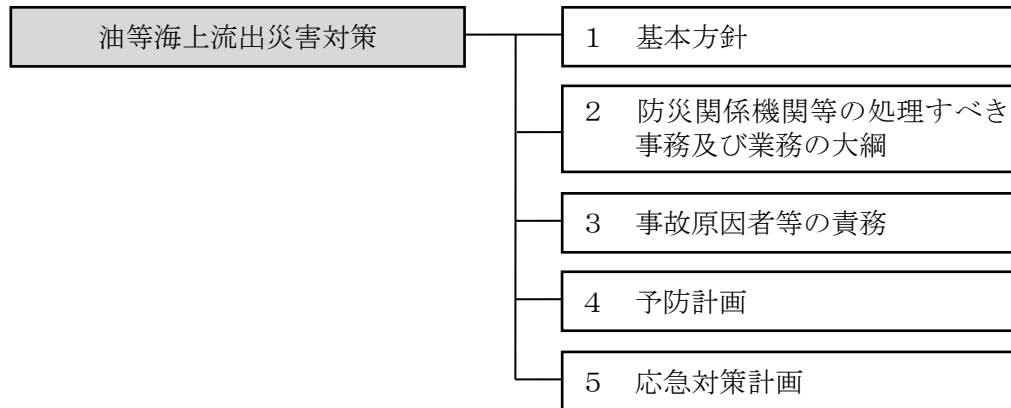 油等海上流出災害対策
１　基本方針
２　防災関係機関等の処理すべき
事務及び業務の大綱
３　事故原因者等の責務
４　予防計画
５　応急対策計画